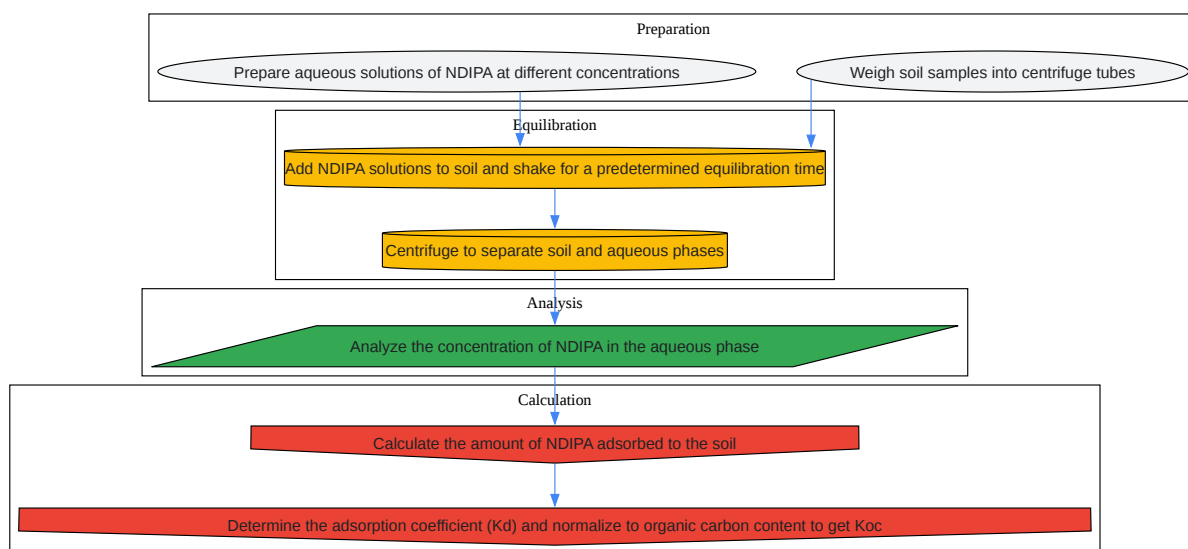 Preparation
Prepare aqueous solutions of NDIPA at different concentrations
Weigh soil samples into centrifuge tubes
Equilibration
Add NDIPA solutions to soil and shake for a predetermined equilibration time
Centrifuge to separate soil and aqueous phases
Analysis
Analyze the concentration of NDIPA in the aqueous phase
Calculation
Calculate the amount of NDIPA adsorbed to the soil
Determine the adsorption coefficient (Kd) and normalize to organic carbon content to get Koc